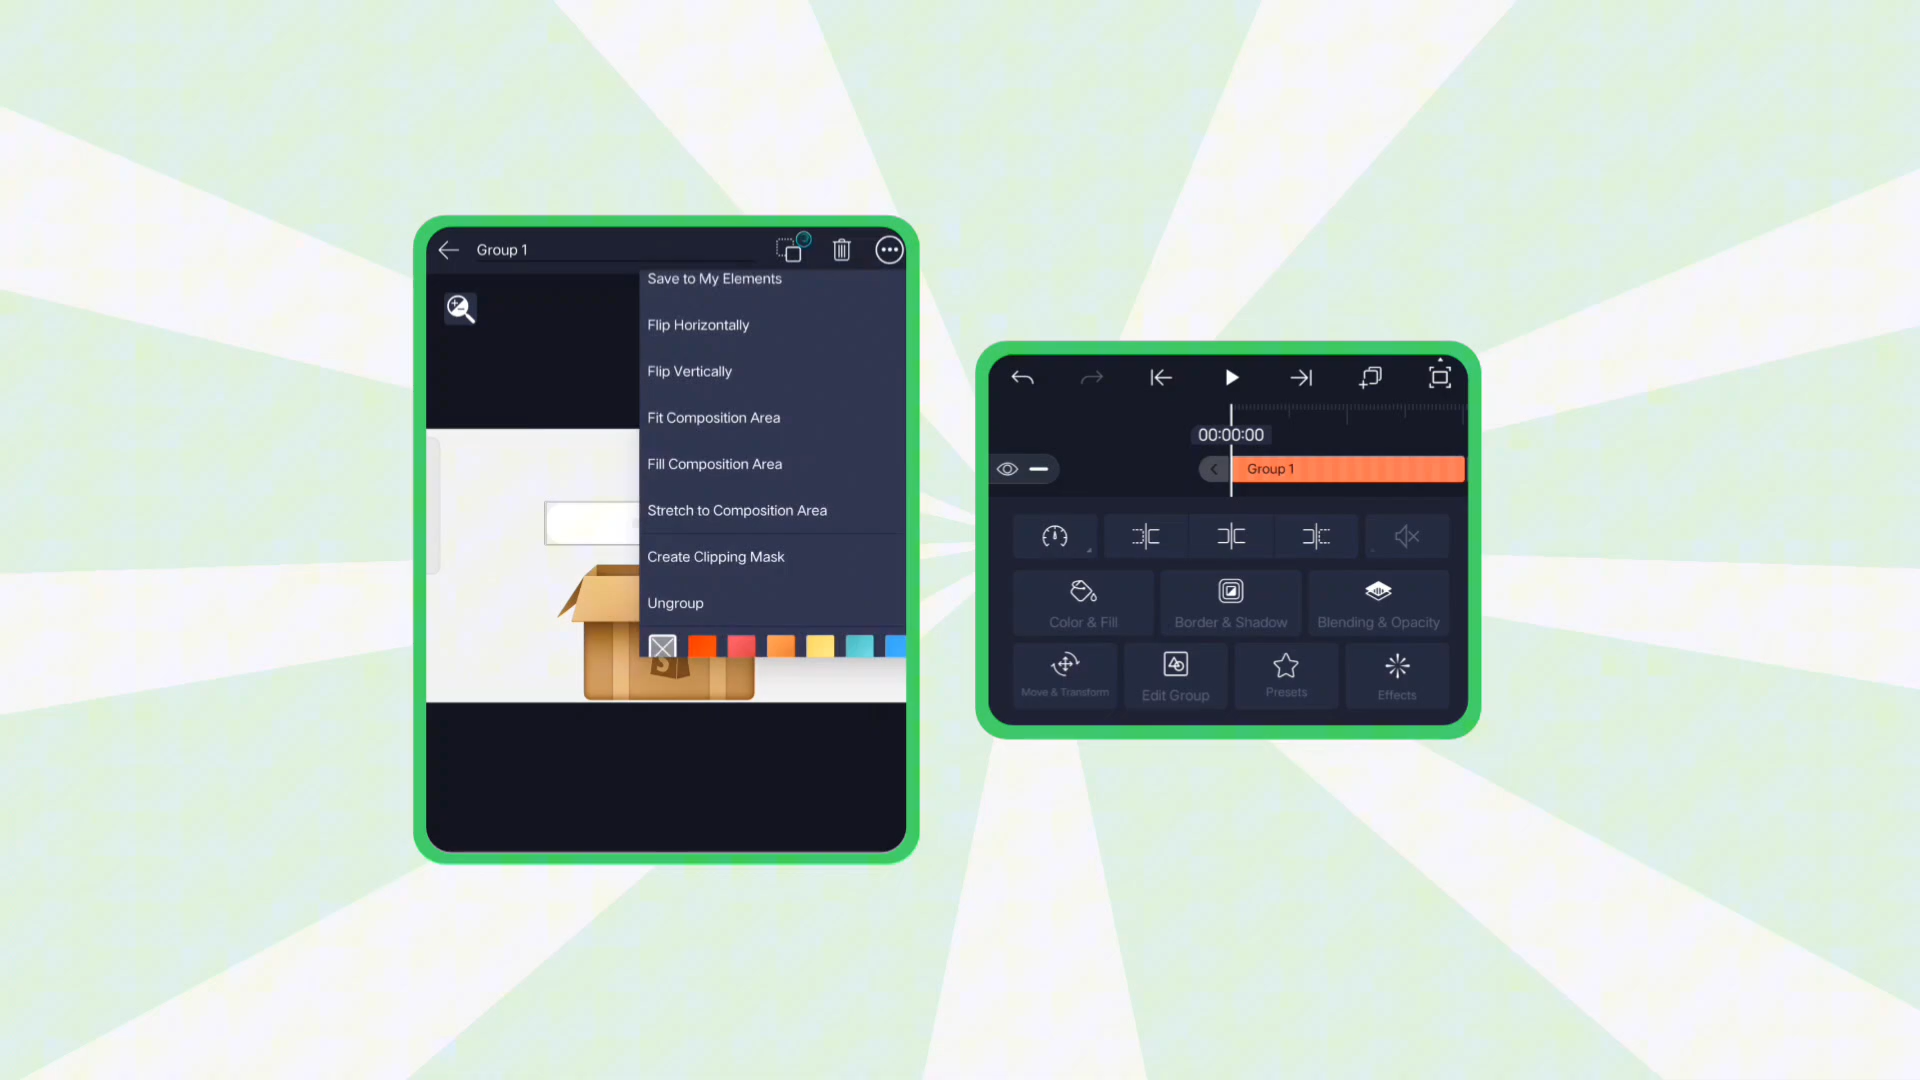 Group 1
Save to My Elements
Flip Horizontally
Flip Vertically
Fit Composition Area
Fill Composition Area
Stretch to Composition Area
Create Clipping Mask
Ungroup
S
00:00:00
Group 1
Color & Fill
Border & Shadow
Blending & Opacity
Move & Transform
Edit Group
Presets
Effects